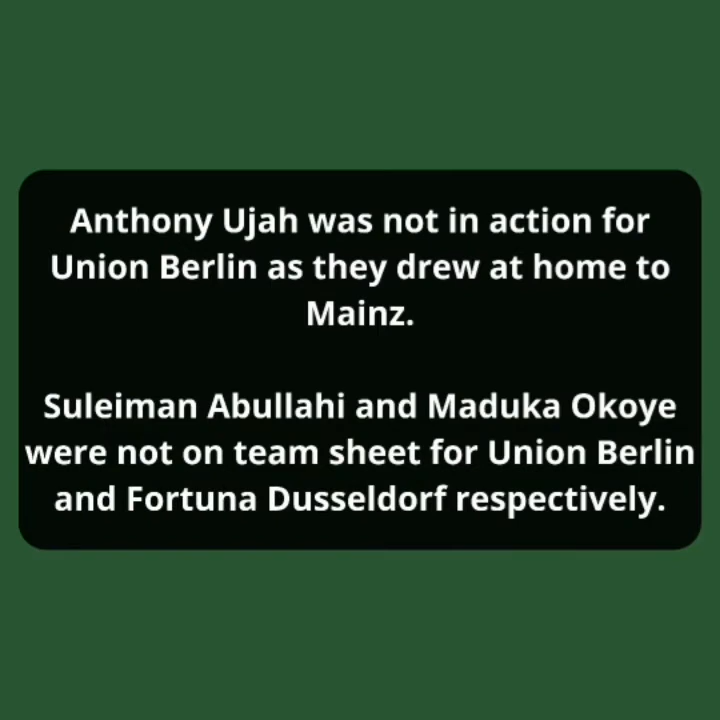 Anthony Ujah was not in action for
Union Berlin as they drew at home to
Mainz.
Suleiman Abullahi and Maduka Okoye
were not on team sheet for Union Berlin
and Fortuna Dusseldorf respectively.